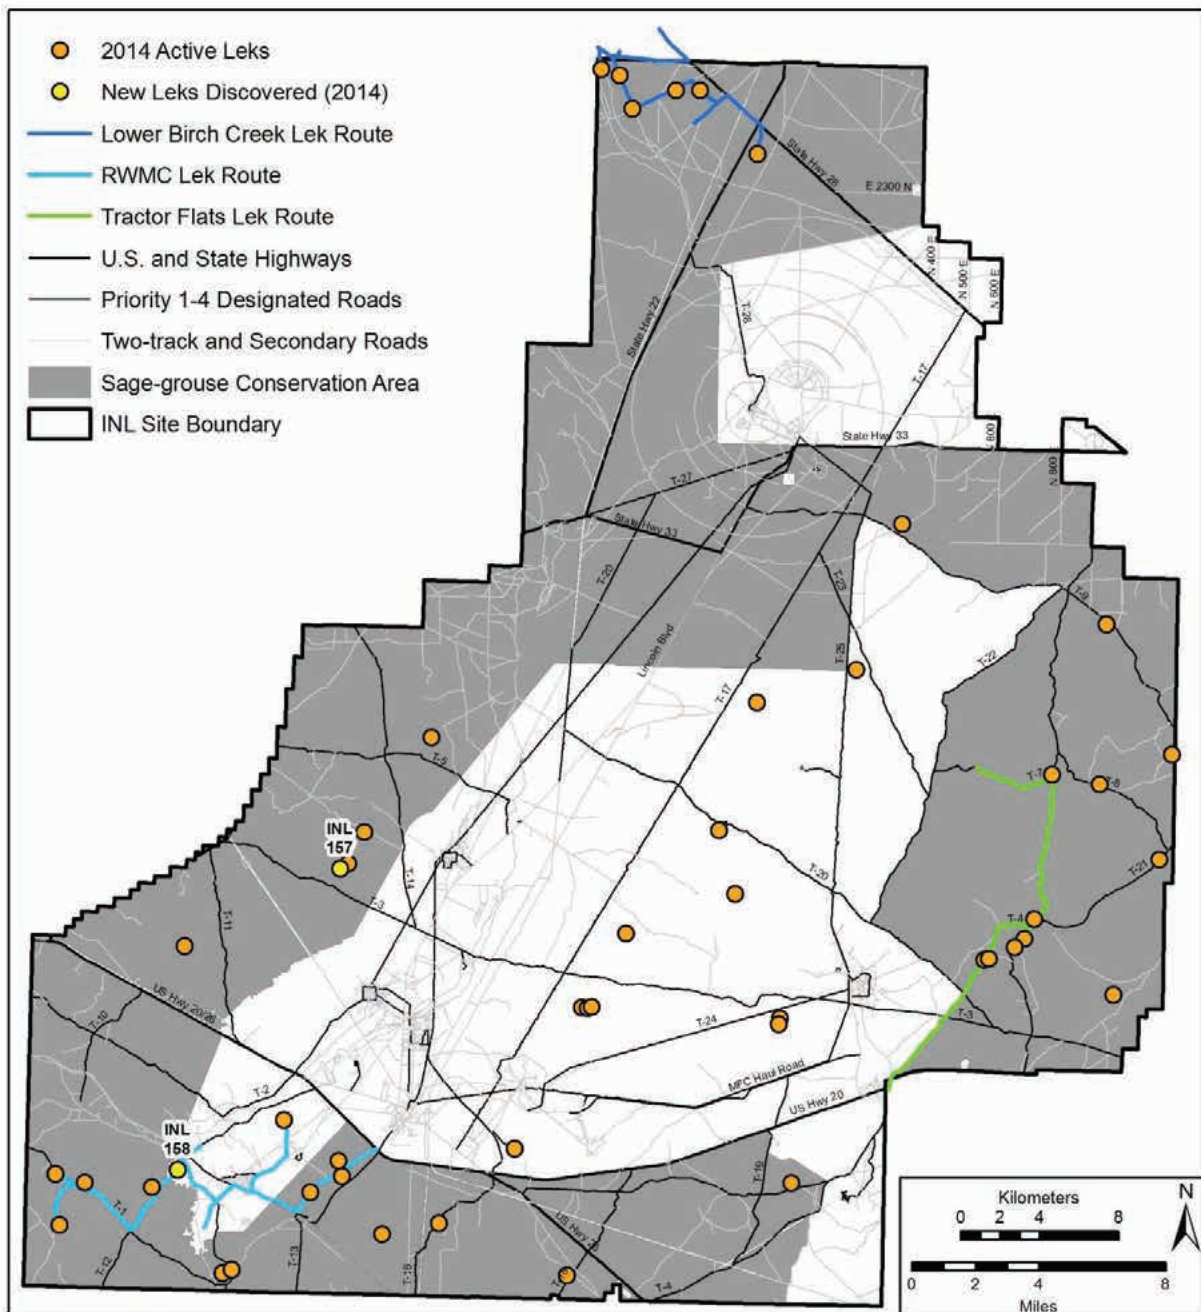 2014 Active Leks
New Leks Discovered (2014)
Lower Birch Creek Lek Route
RWMC Lek Route
Tractor Flats Lek Route
U.S. and State Highways
Priority 1-4 Designated Roads
Two-track and Secondary Roads
Sage-grouse Conservation Area
INL Site Boundary
State Hwy 28
E 2300 N
N 400 E
N 500 E
N 600 E
T-28
State Hwy 22
T-17
State Hwy 33
N 800
N 800
T-27
State Hwy 33
T-20
T-23
T-9
Lincoln Blvd
T-25
T-22
T-17
T-5
T-7
T-8
INL
157
T-14
T-20
T-21
T-3
T-11
T-4
US Hwy 20/26
T-10
T-24
T-3
T-2
MFC Haul Road
US Hwy 20
INL
158
T-19
T-1
US Hwy 26
T-12
T-13
T-16
T-4
Kilometers
N
0 2 4 8
0 2 4 8
Miles